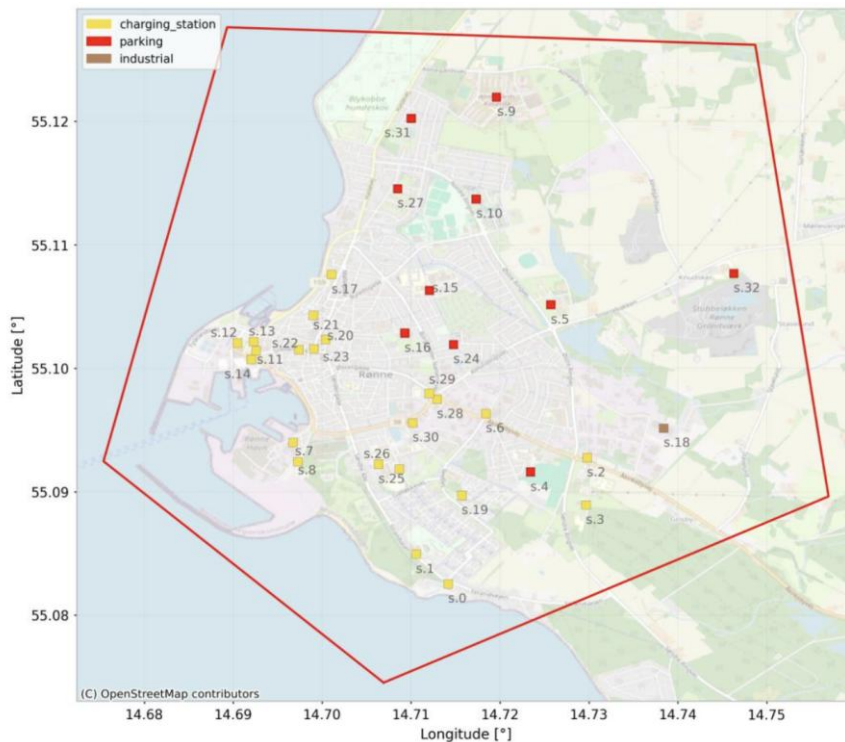 charging_station
parking
industrial
55.12
55.11
55.10
55.09
55.08
Latitude [°]
s.9
s.31
s.27
s.10
s.15
s.17
s.32
s.5
s.21
s.20
s.12
s.13
s.22
s.23
s.16
s.24
s.11
s.14
Rønne
s.29
s.28
s.6
s.30
s.18
s.7
s.8
s.26
s.25
s.2
s.4
s.19
s.3
s.1
s.0
(C) OpenStreetMap contributors
14.68
14.69
14.70
14.71
14.72
14.73
14.74
14.75
Longitude [°]